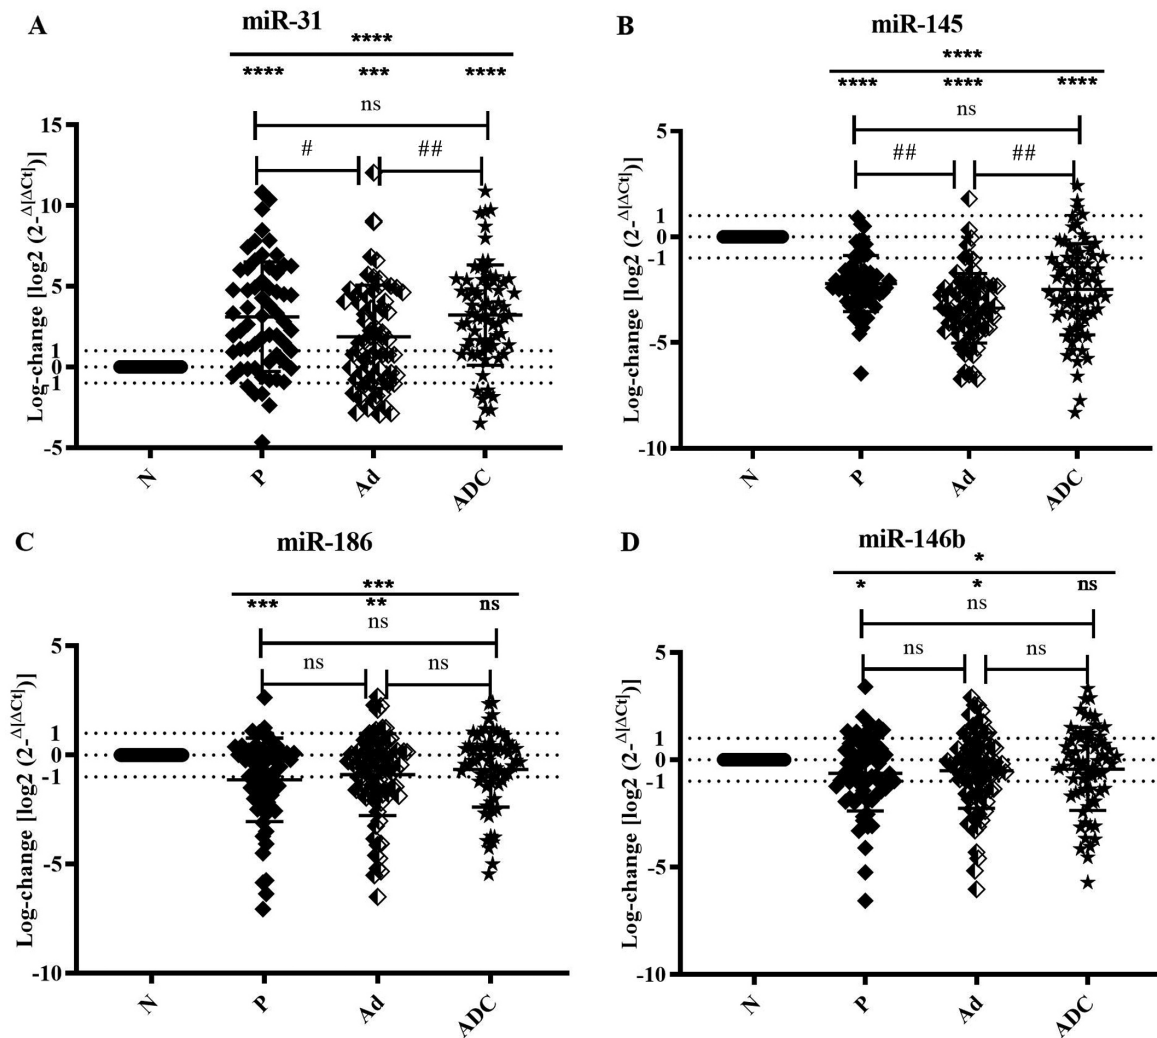 A
miR-31
****
**** *** ****
ns
# ##
Log-change [log2 (2-Δ[ΔCt])]
15
10
5
1
0
1
-5
N P Ad ADC
B
miR-145
****
**** **** ****
ns
## ##
Log-change [log2 (2-Δ[ΔCt])]
5
1
0
-1
-5
-10
N P Ad ADC
C
miR-186
***
*** ** ns
ns
ns ns
Log-change [log2 (2-Δ[ΔCt])]
5
1
0
-1
-5
-10
N P Ad ADC
D
miR-146b
*
* * ns
ns
ns ns
Log-change [log2 (2-Δ[ΔCt])]
5
1
0
-1
-5
-10
N P Ad ADC